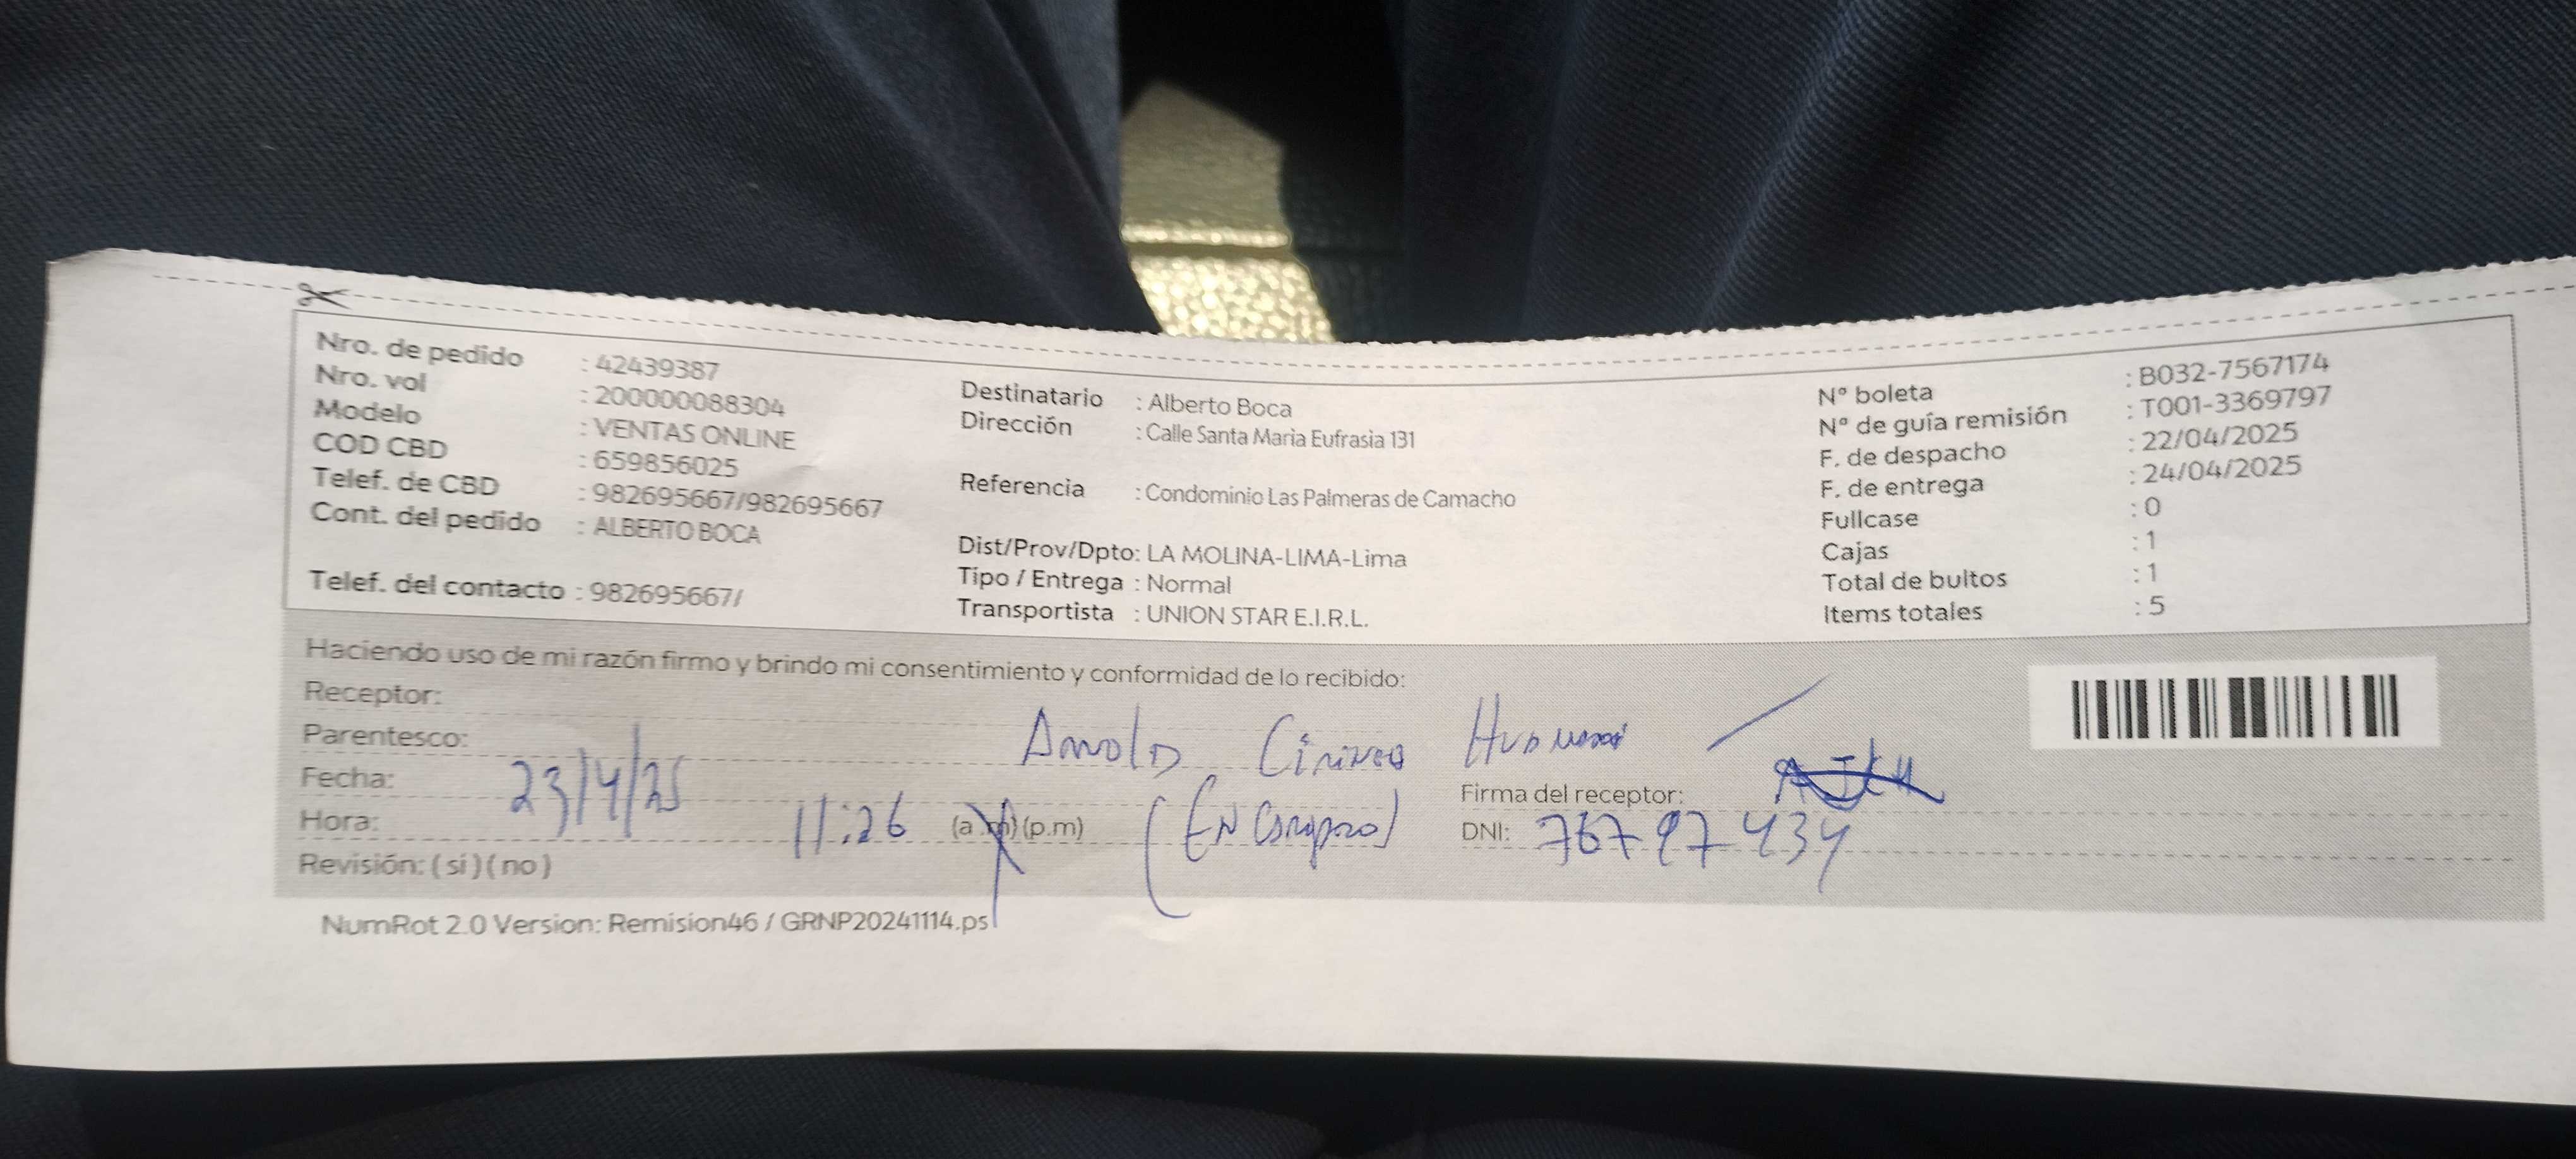 Nro. de pedido : 42439387
Nro. vol : 200000088304
Modelo : VENTAS ONLINE
COD CBD : 659856025
Telef. de CBD : 982695667/982695667
Cont. del pedido : ALBERTO BOCA
Telef. del contacto : 982695667/
Destinatario : Alberto Boca
Dirección : Calle Santa Maria Eufrasia 131
Referencia : Condominio Las Palmeras de Camacho
Dist/Prov/Dpto: LA MOLINA-LIMA-Lima
Tipo / Entrega : Normal
Transportista : UNION STAR E.I.R.L.
N° boleta : B032-7567174
N° de guía remisión : T001-3369797
F. de despacho : 22/04/2025
F. de entrega : 24/04/2025
Fullcase : 0
Cajas : 1
Total de bultos : 1
Items totales : 5
Haciendo uso de mi razón firmo y brindo mi consentimiento y conformidad de lo recibido:
Receptor:
Parentesco: Arnold
Fecha: 23/4/25 Firma del receptor:
Hora: 11:26 (a.m) (p.m) DNI: 76797434
Revisión: (si) (no)
NumRot 2.0 Version: Remision46 / GRNP20241114.ps